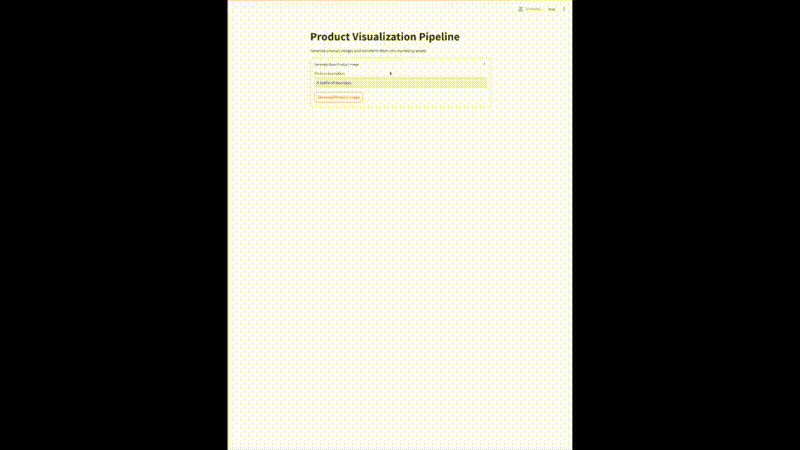 Stop
Product Visualization Pipeline
Generate product images and transform them into marketing assets
Generate Base Product Image
Product description
A bottle of shampoo
Generate Product Image